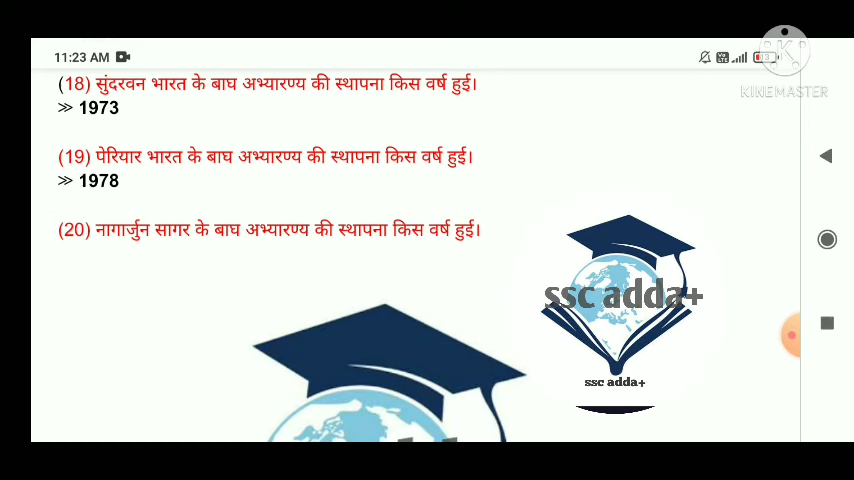 11:23 AM
KINEMASTER
(18) सुंदरवन भारत के बाघ अभ्यारण्य की स्थापना किस वर्ष हुई।
>> 1973
(19) पेरियार भारत के बाघ अभ्यारण्य की स्थापना किस वर्ष हुई।
>> 1978
(20) नागार्जुन सागर के बाघ अभ्यारण्य की स्थापना किस वर्ष हुई।
ssc adda+
ssc adda+